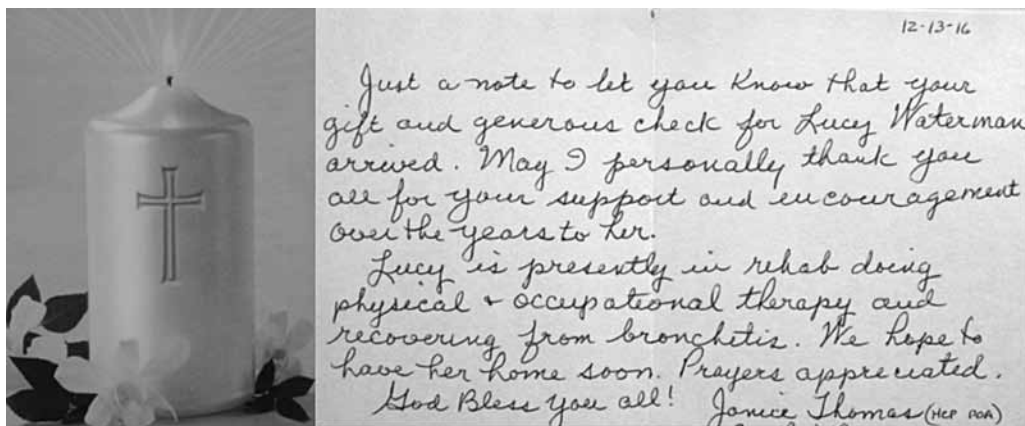 12-13-16
Just a note to let you know that your
gift and generous check for Lucy Waterman
arrived. May I personally thank you
all for your support and encouragement
over the years to her.
Lucy is presently in rehab doing
physical + occupational therapy and
recovering from bronchitis. We hope to
have her home soon. Prayers appreciated.
God Bless you all! Janice Thomas (HCP POA)